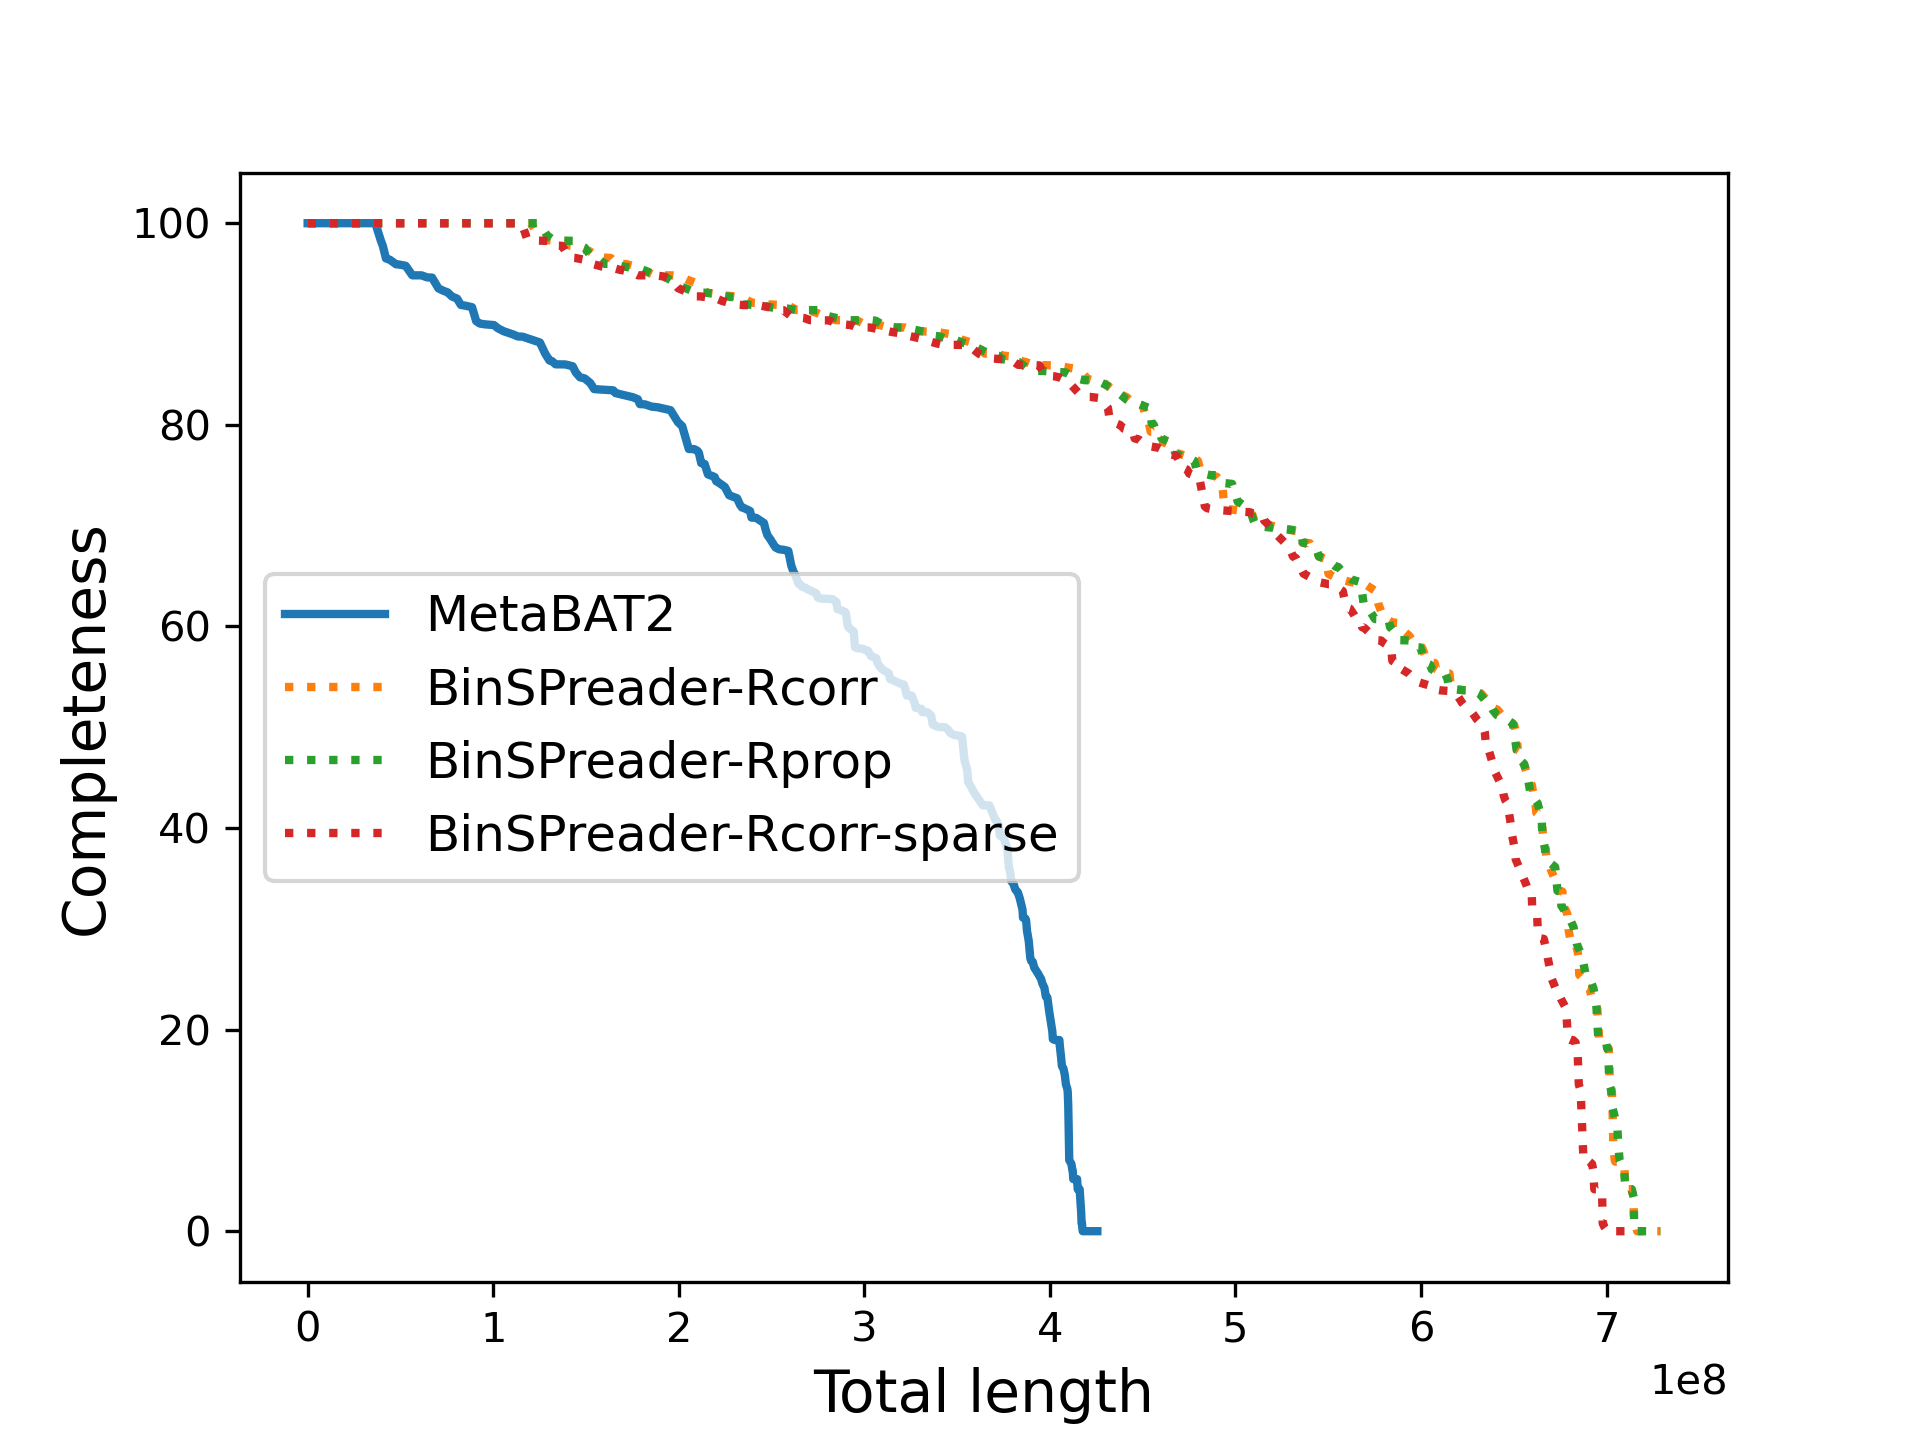 100
80
60
40
20
0
Completeness
MetaBAT2
BinSPreader-Rcorr
BinSPreader-Rprop
BinSPreader-Rcorr-sparse
0 1 2 3 4 5 6 7
1e8
Total length